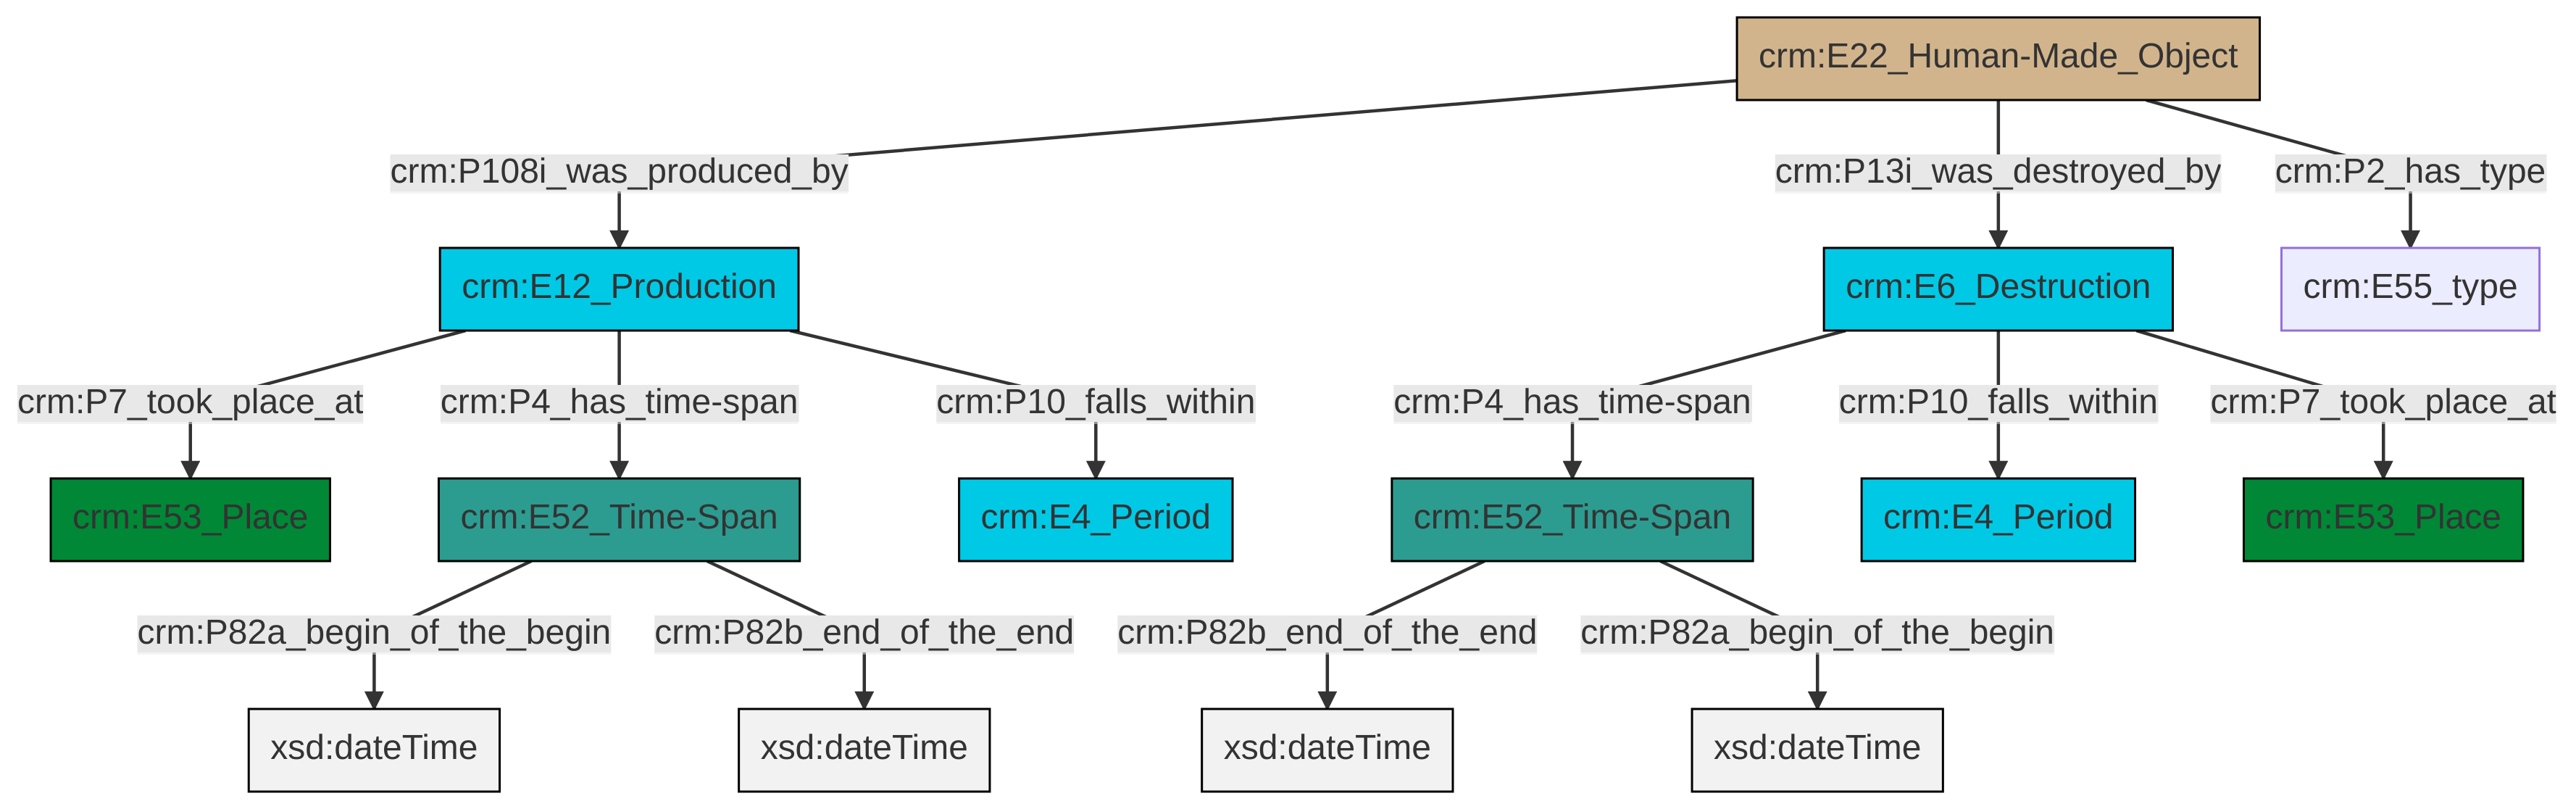 crm:E22_Human-Made_Object
crm:P108i_was_produced_by
crm:P13i_was_destroyed_by
crm:P2_has_type
crm:E12_Production
crm:E6_Destruction
crm:E55_type
crm:P7_took_place_at
crm:P4_has_time-span
crm:P10_falls_within
crm:P4_has_time-span
crm:P10_falls_within
crm:P7_took_place_at
crm:E53_Place
crm:E52_Time-Span
crm:E4_Period
crm:E52_Time-Span
crm:E4_Period
crm:E53_Place
crm:P82a_begin_of_the_begin
crm:P82b_end_of_the_end
crm:P82b_end_of_the_end
crm:P82a_begin_of_the_begin
xsd:dateTime
xsd:dateTime
xsd:dateTime
xsd:dateTime